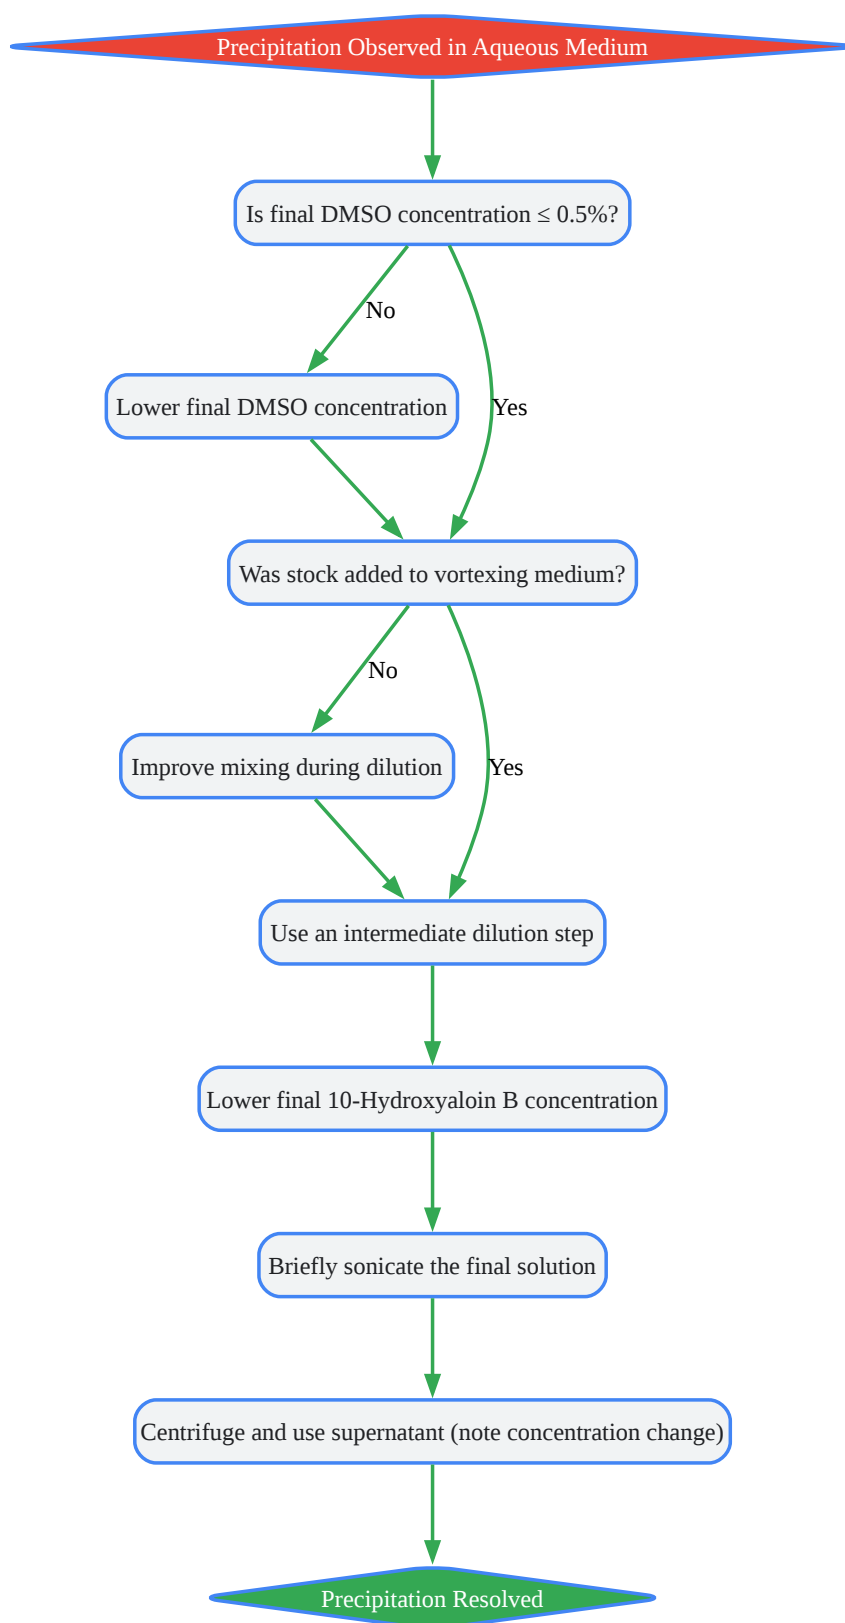 Precipitation Observed in Aqueous Medium
Is final DMSO concentration ≤ 0.5%?
No
Lower final DMSO concentration
Yes
Was stock added to vortexing medium?
No
Improve mixing during dilution
Yes
Use an intermediate dilution step
Lower final 10-Hydroxyaloin B concentration
Briefly sonicate the final solution
Centrifuge and use supernatant (note concentration change)
Precipitation Resolved